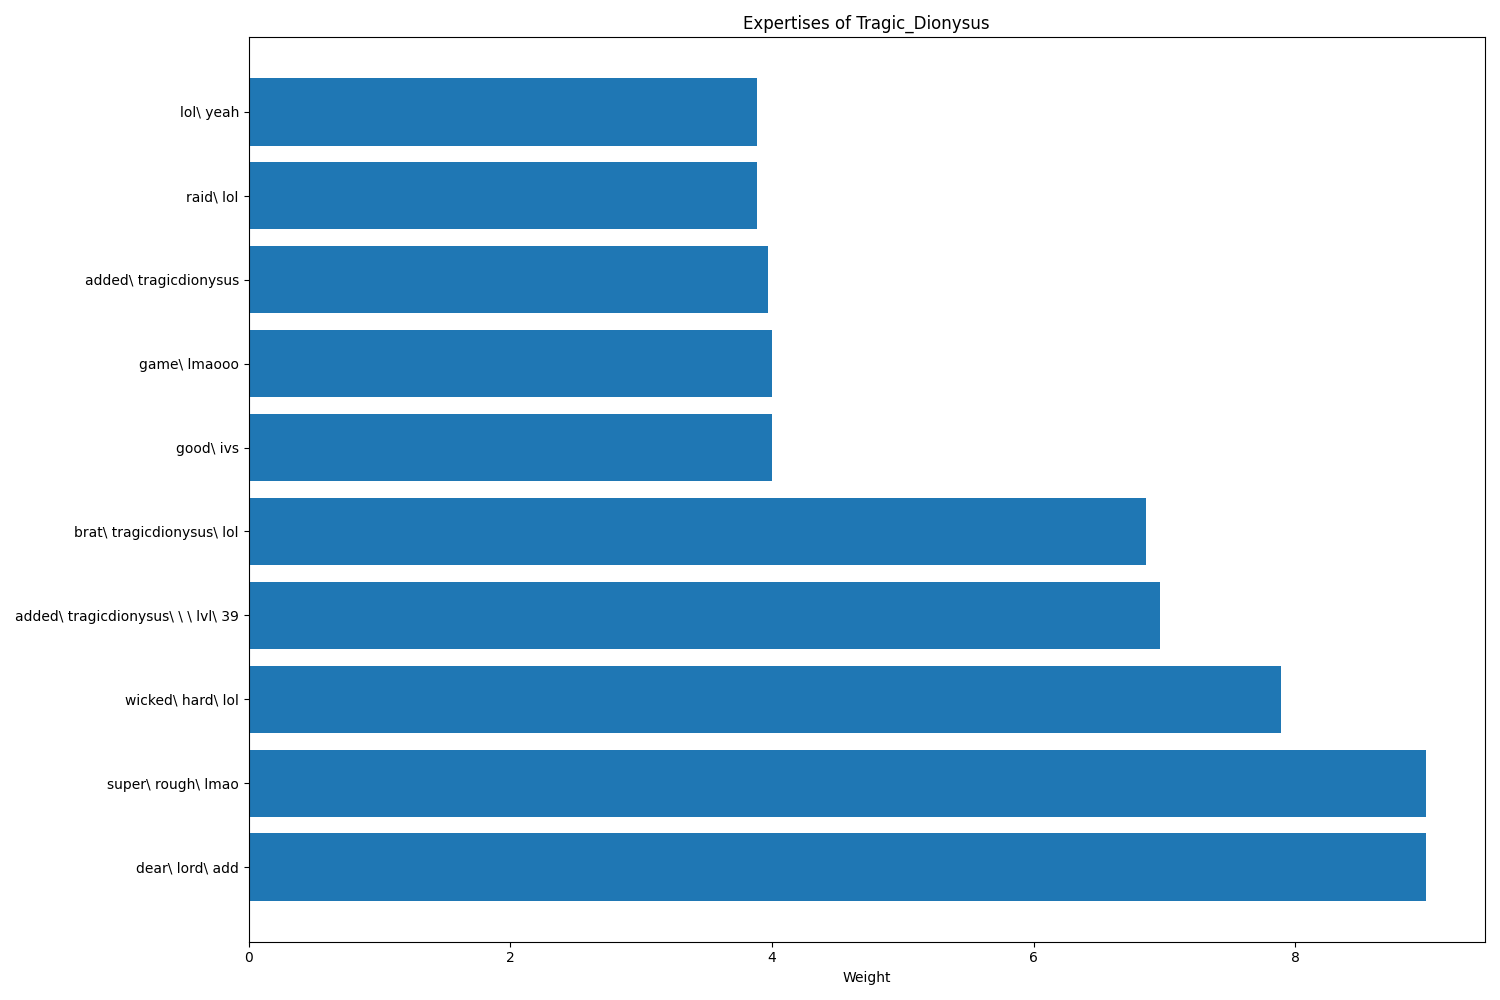 Expertises of Tragic_Dionysus
lol\ yeah
raid\ lol
added\ tragicdionysus
game\ lmaooo
good\ ivs
brat\ tragicdionysus\ lol
added\ tragicdionysus\ \ \ lvl\ 39
wicked\ hard\ lol
super\ rough\ lmao
dear\ lord\ add
0 2 4 6 8
Weight